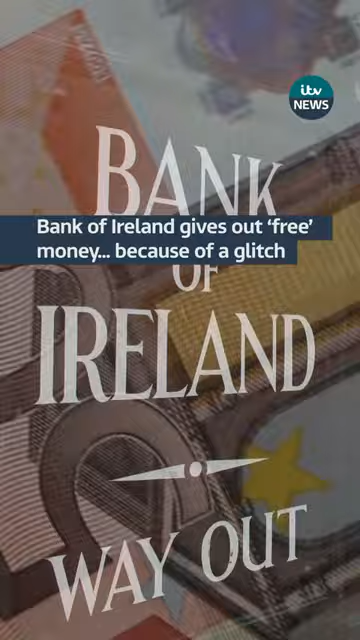 itv
NEWS
BANK
Bank of Ireland gives out ‘free’
money... because of a glitch
OF
IRELAND
WAY OUT